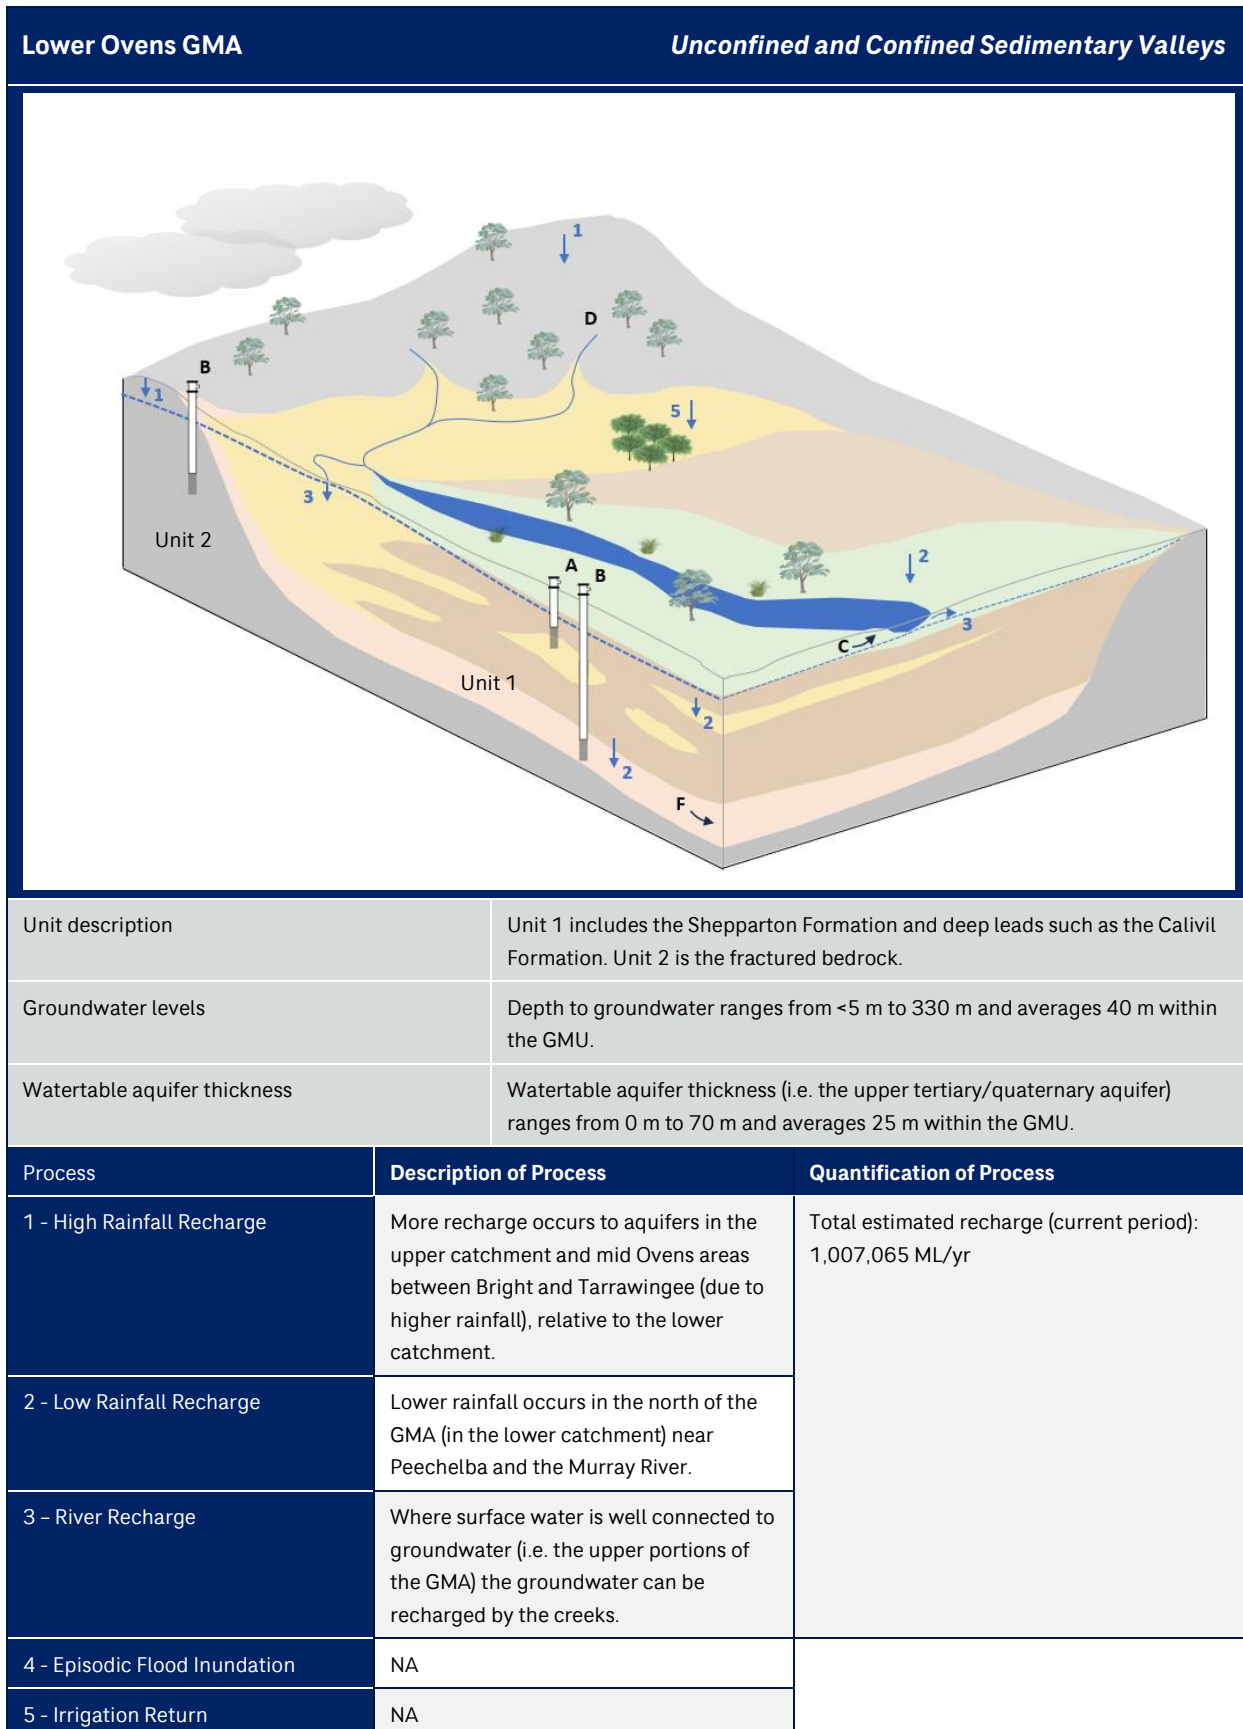 Lower Ovens GMA
Unconfined and Confined Sedimentary Valleys
1
D
B
1
5
3
Unit 2
2
A
B
3
C
Unit 1
2
2
F
Unit description
Unit 1 includes the Shepparton Formation and deep leads such as the Calivil
Formation. Unit 2 is the fractured bedrock.
Groundwater levels
Depth to groundwater ranges from <5 m to 330 m and averages 40 m within
the GMU.
Watertable aquifer thickness
Watertable aquifer thickness (i.e. the upper tertiary/quaternary aquifer)
ranges from 0 m to 70 m and averages 25 m within the GMU.
Process
Description of Process
Quantification of Process
1 - High Rainfall Recharge
More recharge occurs to aquifers in the
upper catchment and mid Ovens areas
between Bright and Tarrawingee (due to
higher rainfall), relative to the lower
catchment.
Total estimated recharge (current period):
1,007,065 ML/yr
2 - Low Rainfall Recharge
Lower rainfall occurs in the north of the
GMA (in the lower catchment) near
Peechelba and the Murray River.
3 – River Recharge
Where surface water is well connected to
groundwater (i.e. the upper portions of
the GMA) the groundwater can be
recharged by the creeks.
4 - Episodic Flood Inundation
NA
5 - Irrigation Return
NA